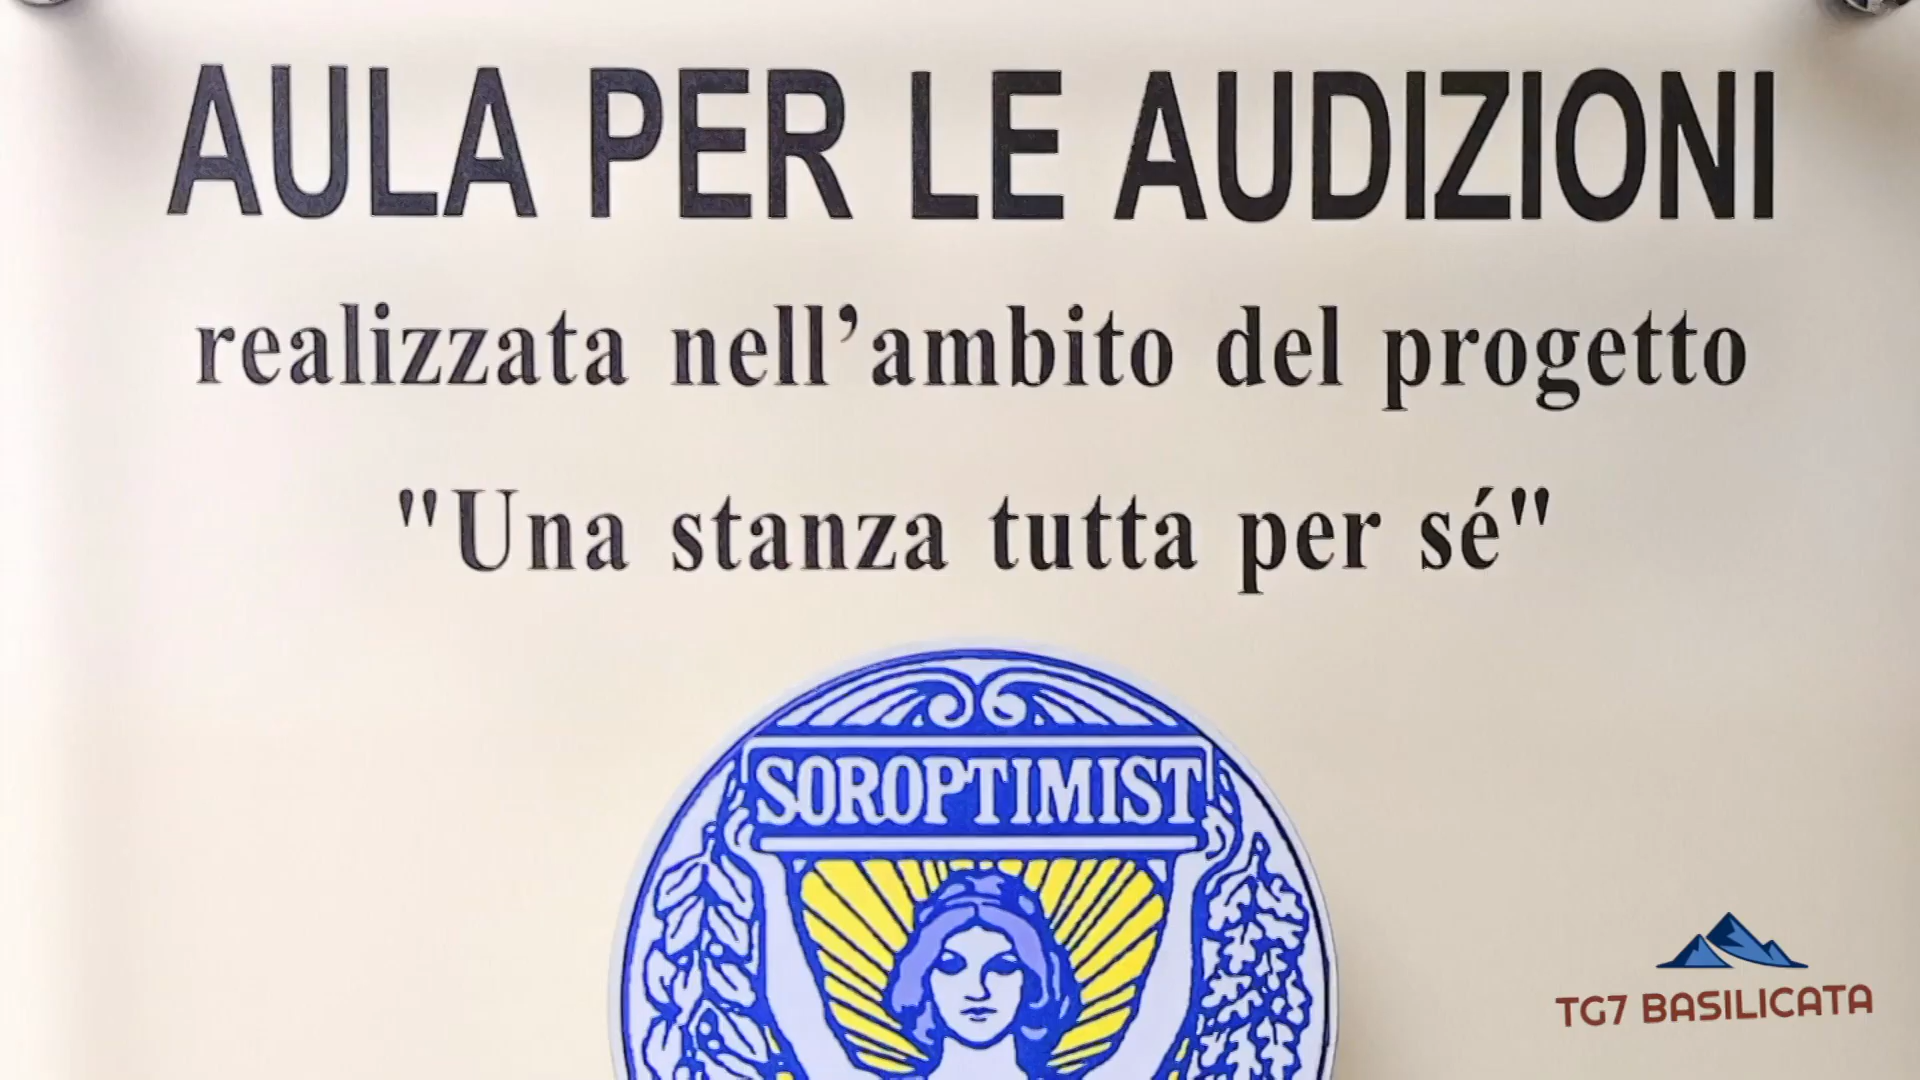 AULA PER LE AUDIZIONI
realizzata nell’ambito del progetto
"Una stanza tutta per sé"
SOROPTIMIST
TG7 BASILICATA